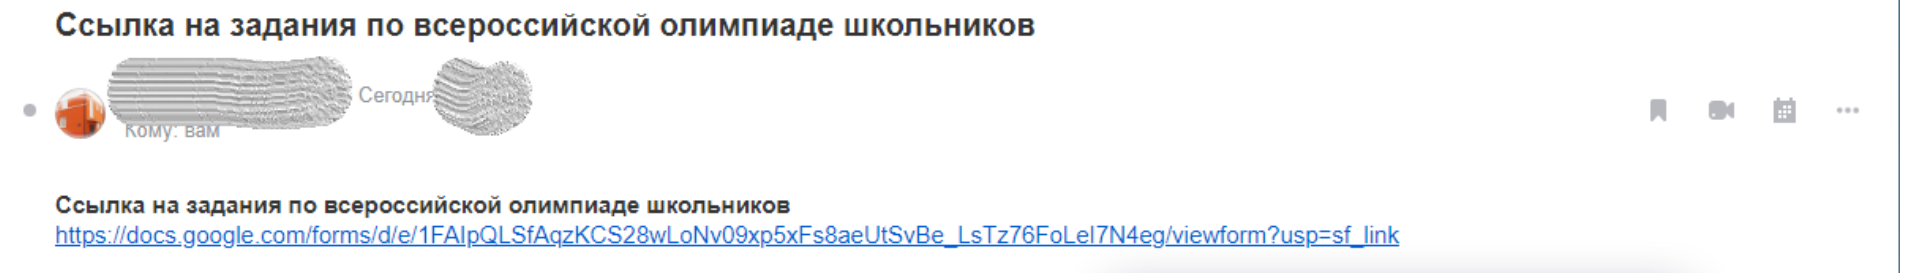 Ссылка на задания по всероссийской олимпиаде школьников
Сегодня
Кому: вам
Ссылка на задания по всероссийской олимпиаде школьников
https://docs.google.com/forms/d/e/1FAIpQLSfAqzKCS28wLoNv09xp5xFs8aeUtSvBe_LsTz76FoLeI7N4eg/viewform?usp=sf_link